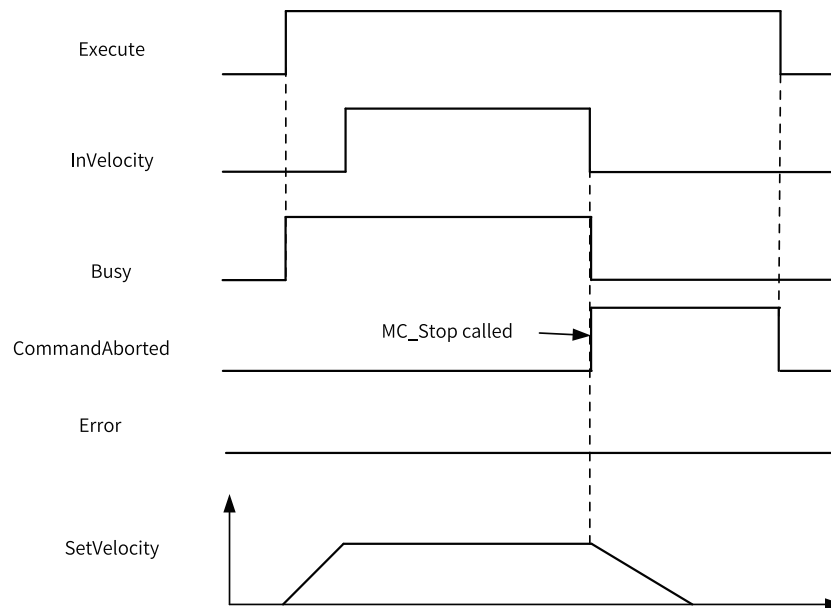 Execute
InVelocity
Busy
MC_Stop called
CommandAborted
Error
SetVelocity